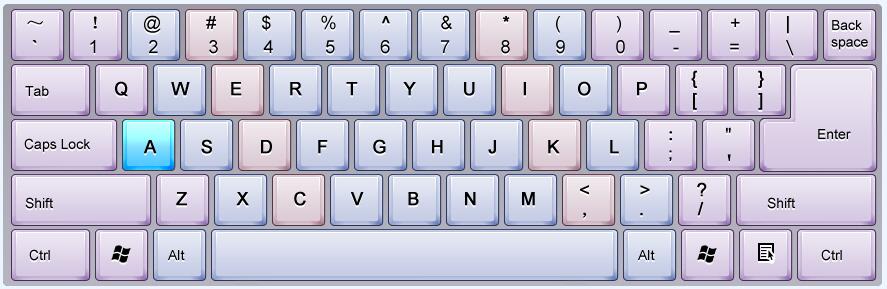 ~ ! @ # $ % ^ & * ( ) _ + | Back
` 1 2 3 4 5 6 7 8 9 0 - = \ space
Tab Q W E R T Y U I O P { }
[ ]
Caps Lock A S D F G H J K L : " Enter
; '
Shift Z X C V B N M < > ? Shift
, . /
Ctrl Alt Alt Ctrl